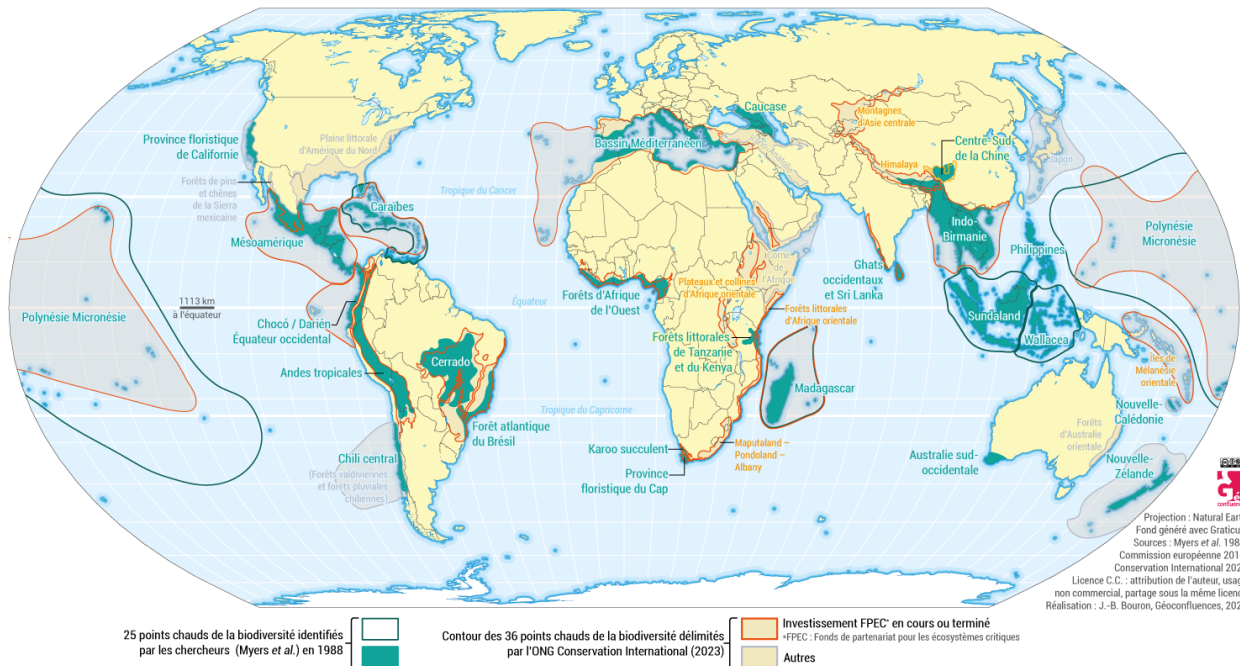 Province floristique
de Californie
Plaine littorale
d'Amérique du Nord
Forêts de pins
et chênes
de la Sierra
mexicaine
Tropique du Cancer
Caraïbes
Mésoamérique
1113 km
à l'équateur
Polynésie Micronésie
Chocó / Darién
Équateur occidental
Andes tropicales
Cerrado
Forêt atlantique
du Brésil
Chili central
(Forêts valdiviennes
et forêts pluviales
chiliennes)
Équateur
Tropique du Capricorne
Bassin Méditerranéen
Caucase
Montagnes
d'Asie centrale
Himalaya
Centre-Sud
de la Chine
Japon
Indo-
Birmanie
Philippines
Polynésie
Micronésie
Ghats
occidentaux
et Sri Lanka
Corne
de
l'Afrique
Plateaux et collines
d'Afrique orientale
Forêts d'Afrique
de l'Ouest
Forêts littorales
d'Afrique orientale
Forêts littorales
de Tanzanie
et du Kenya
Sundaland
Wallacea
Îles de
Mélanésie
orientale
Madagascar
Nouvelle-
Calédonie
Forêts
d'Australie
orientale
Karoo succulent
Maputaland –
Pondoland –
Albany
Province
floristique du Cap
Australie sud-
occidentale
Nouvelle-
Zélande
Projection : Natural Eart
Fond généré avec Graticu
Sources : Myers et al. 198
Commission européenne 201
Conservation International 202
Licence C.C. : attribution de l'auteur, usag
non commercial, partage sous la même licenc
Réalisation : J.-B. Bouron, Géoconfluences, 202
25 points chauds de la biodiversité identifiés
par les chercheurs (Myers et al.) en 1988
Contour des 36 points chauds de la biodiversité délimités
par l'ONG Conservation International (2023)
Investissement FPEC* en cours ou terminé
*FPEC : Fonds de partenariat pour les écosystèmes critiques
Autres